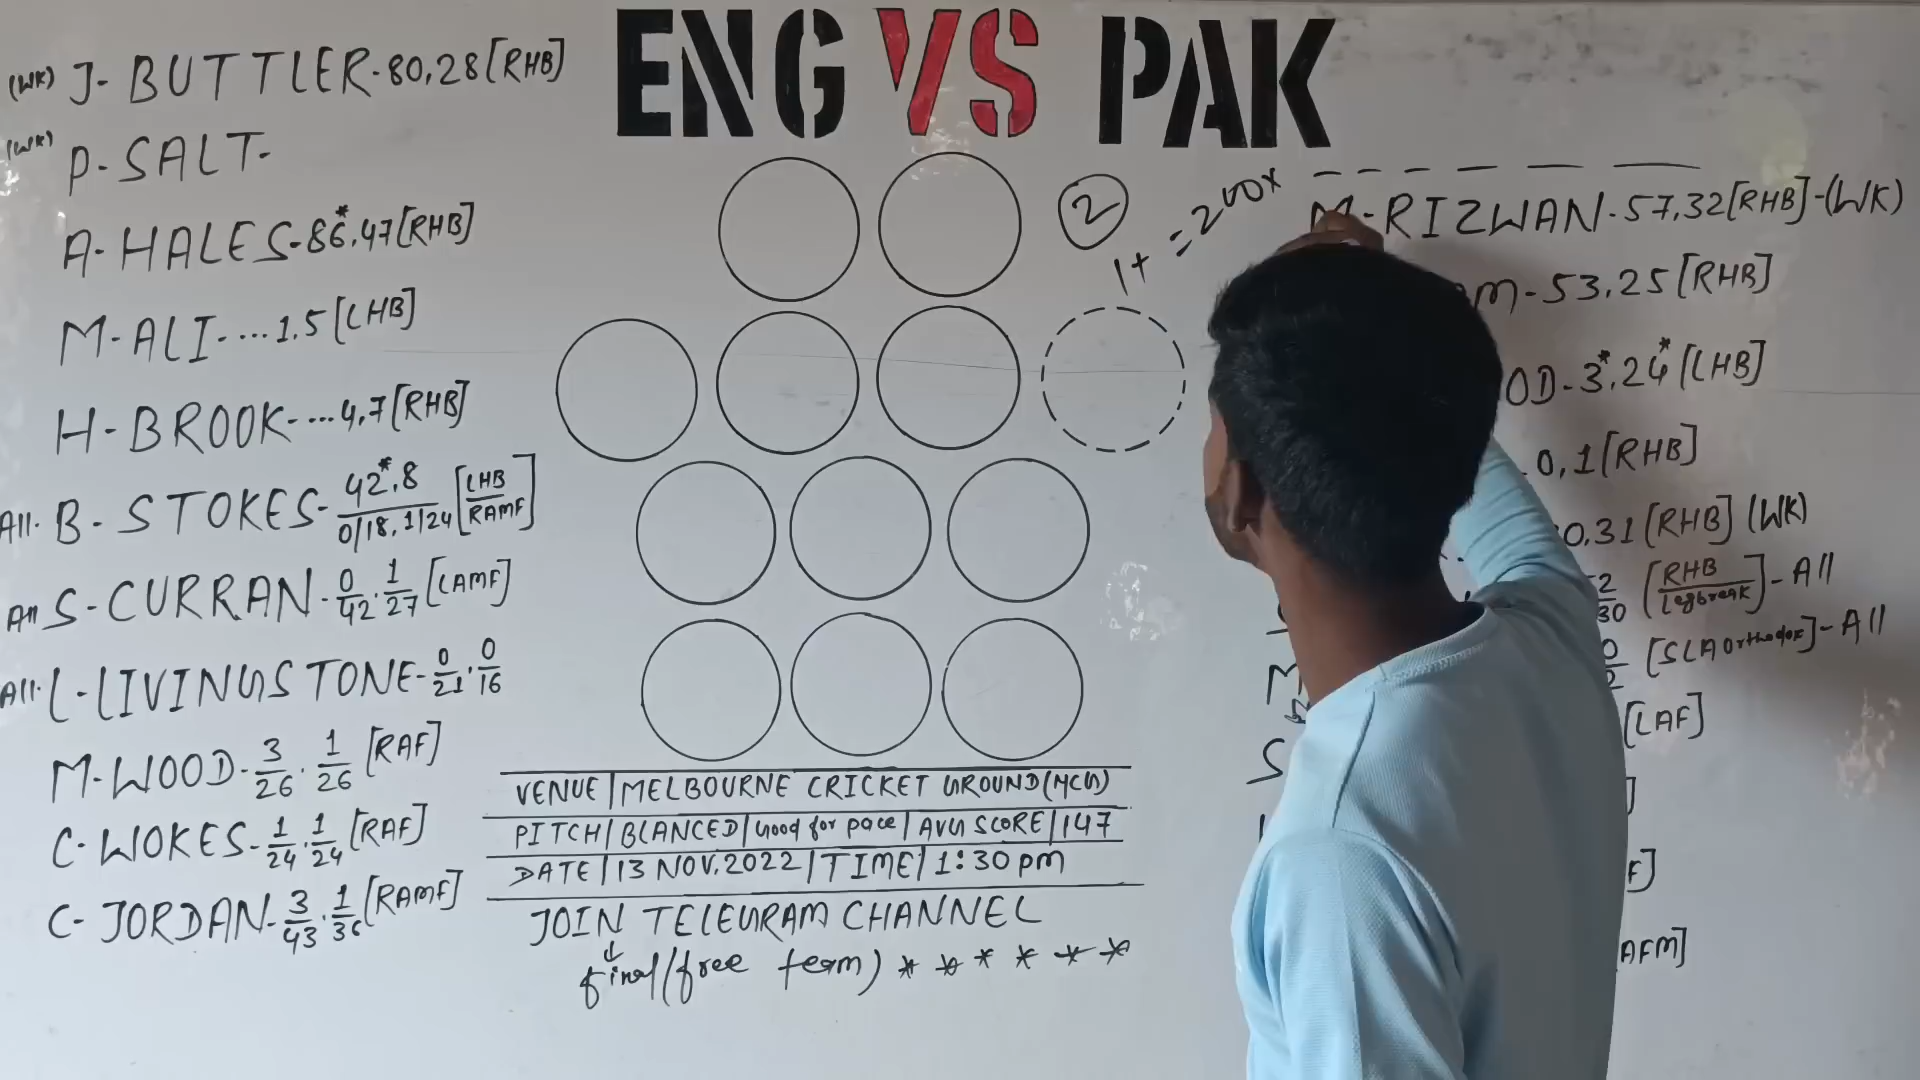 ENG VS PAK
(WK) J- BUTTLER-80,28[RHB]
(WK) P-SALT-
A-HALES-86*,47[RHB]
M-ALI-...1,5[LHB]
H-BROOK-...4,7[RHB]
All. B-STOKES-42*,8 0/18,1/24 [LHB RAMF]
All S-CURRAN-0/42.1/27[LAMF]
All. L-LIVINGSTONE-0/21.0/16
M-WOOD-3/26.1/26[RAF]
C-WOKES-1/24.1/24[RAF]
C-JORDAN-3/43.1/36[RAMF]
2
1+ =200x
VENUE|MELBOURNE CRICKET GROUND(MCG)
PITCH|BLANCED|Good for pace|AVG SCORE|147
DATE|13 NOV,2022|TIME|1:30pm
JOIN TELEGRAM CHANNEL
↓
final(free team) * * * * * *
M-RIZWAN-57,32[RHB]-(WK)
M-53,25[RHB]
OD-3*,24*[LHB]
0,1[RHB]
0,31[RHB](WK)
2/30 [RHB Legbreak]-All
0 2 [SLA Orthodox]-All
M
S
[LAF]
]
F]
AFM]